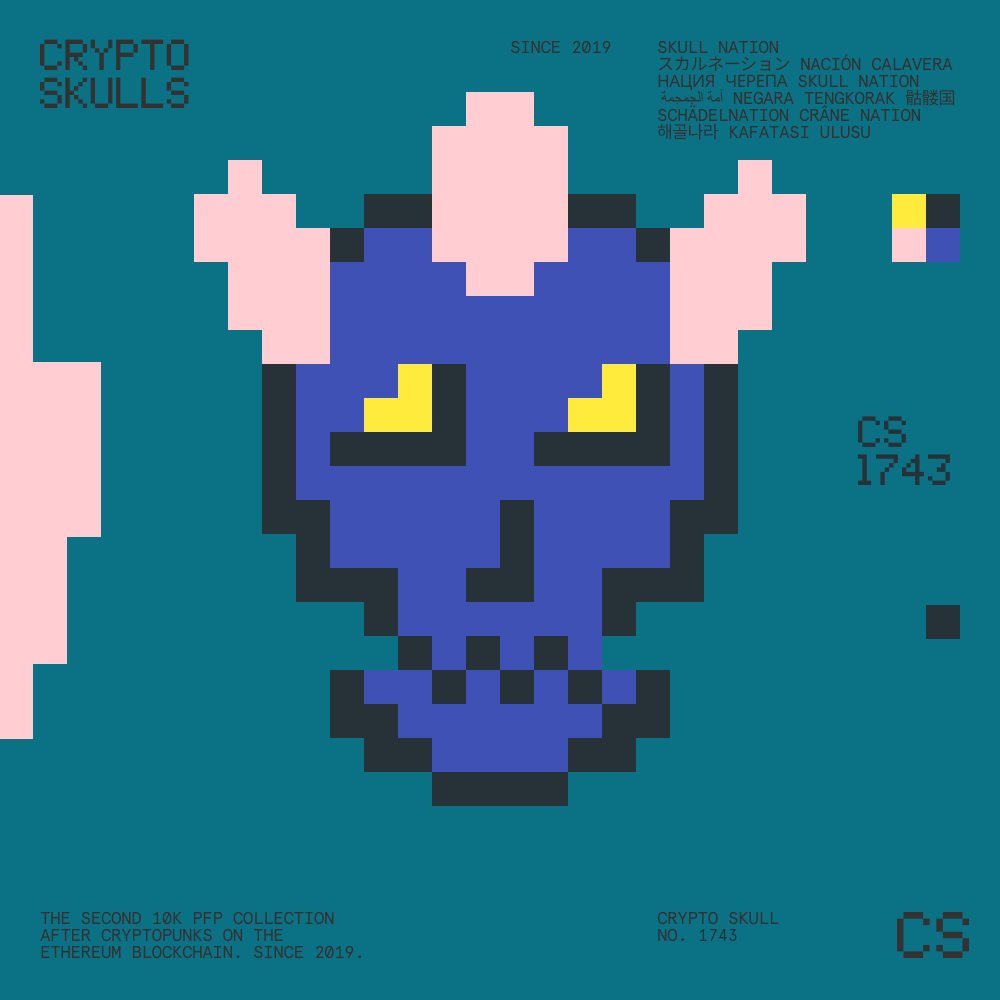 CRYPTO
SKULLS
SINCE 2019
SKULL NATION
スカルネーション NACIÓN CALAVERA
НАЦИЯ ЧЕРЕПА SKULL NATION
أمة الجمجمة NEGARA TENGKORAK 骷髅国
SCHÄDELNATION CRÂNE NATION
해골나라 KAFATASI ULUSU
CS
1743
THE SECOND 10K PFP COLLECTION
AFTER CRYPTOPUNKS ON THE
ETHEREUM BLOCKCHAIN. SINCE 2019.
CRYPTO SKULL
NO. 1743
CS